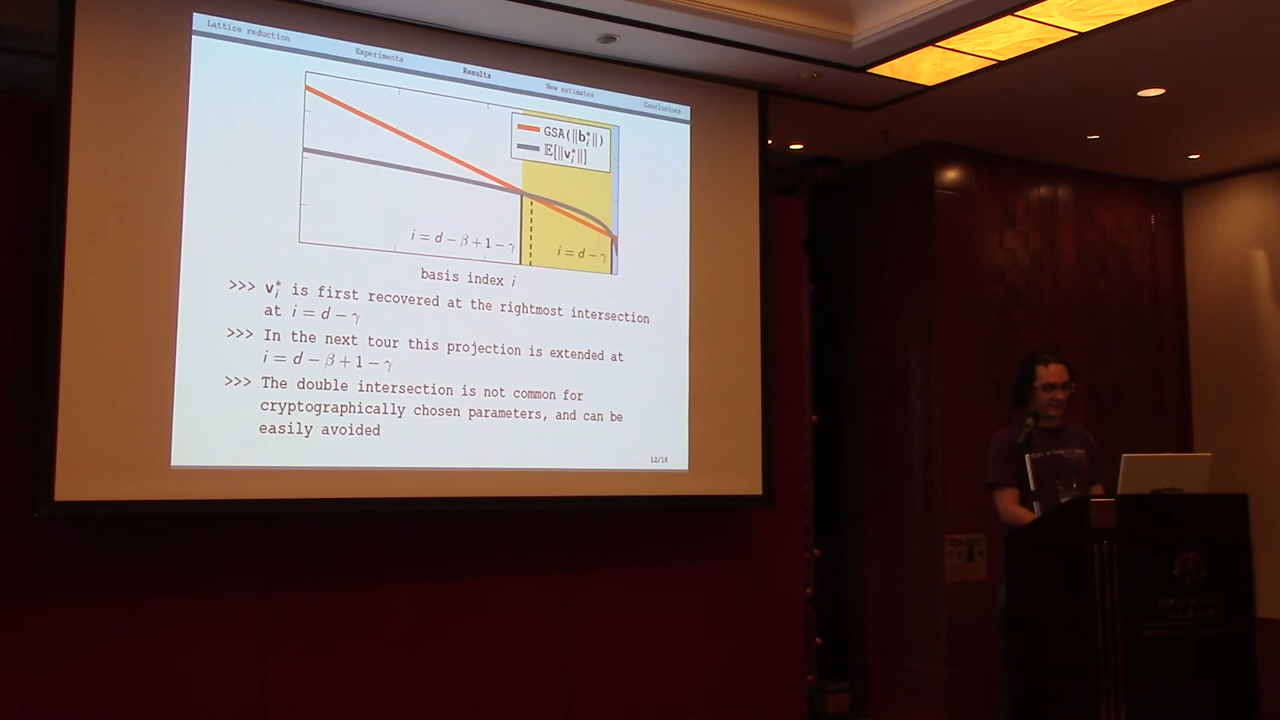 Lattice reduction Experiments Results New estimates Conclusions
GSA(‖b*ᵢ‖)
𝔼[‖v*ᵢ‖]
i = d − β + 1 − γ
i = d − γ
basis index i
>>> v*ᵢ is first recovered at the rightmost intersection
at i = d − γ
>>> In the next tour this projection is extended at
i = d − β + 1 − γ
>>> The double intersection is not common for
cryptographically chosen parameters, and can be
easily avoided
12/18